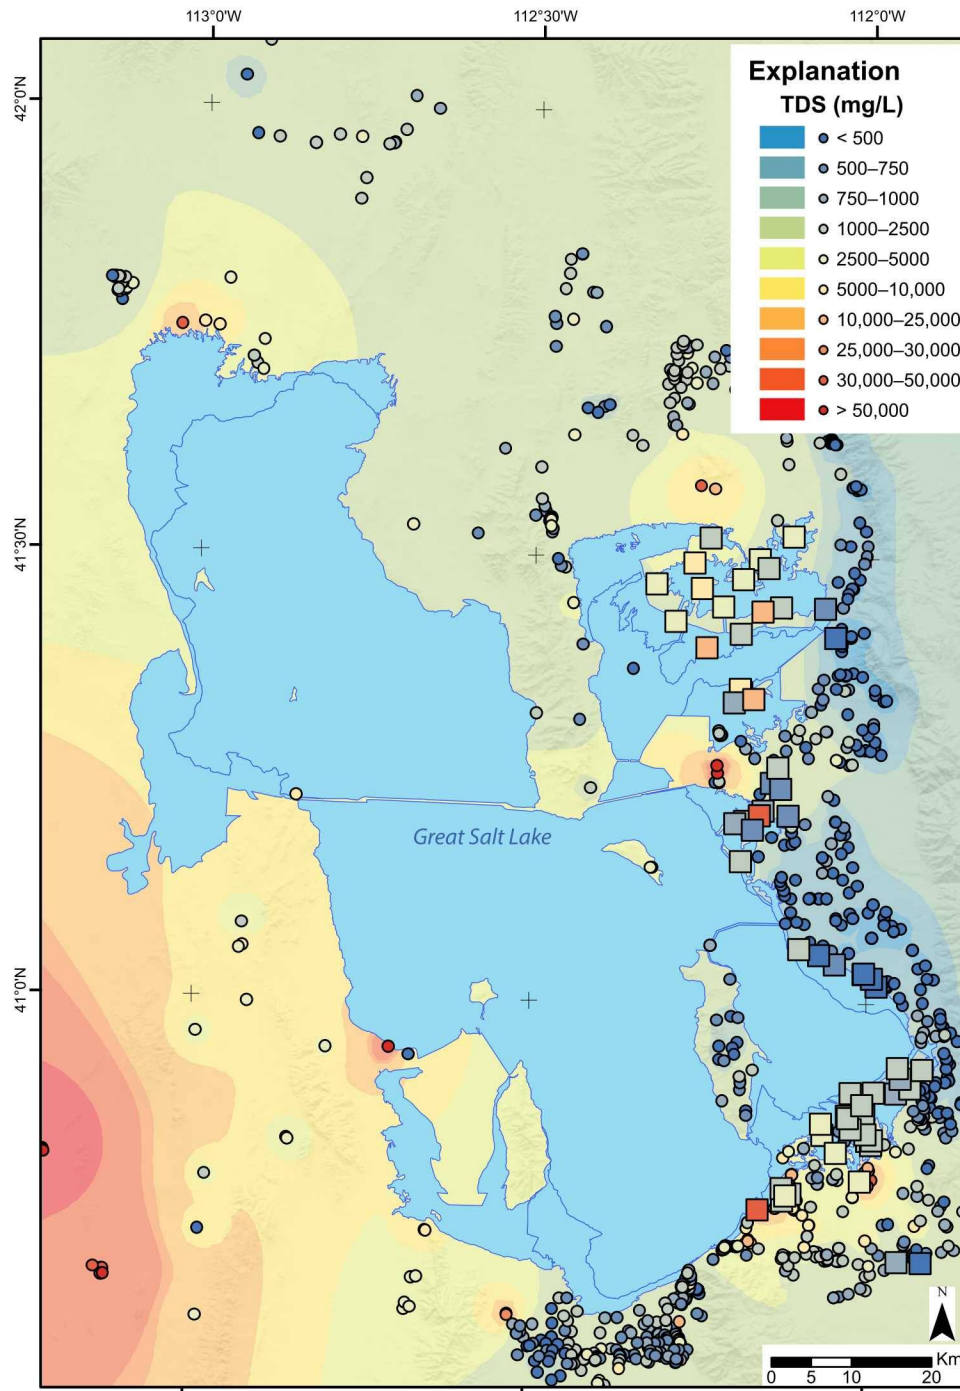 113°0'W
112°30'W
112°0'W
42°0'N
41°30'N
41°0'N
Explanation
TDS (mg/L)
< 500
500–750
750–1000
1000–2500
2500–5000
5000–10,000
10,000–25,000
25,000–30,000
30,000–50,000
> 50,000
Great Salt Lake
N
Km
0 5 10 20